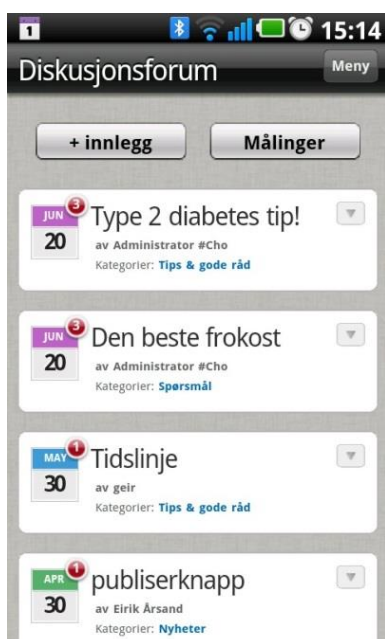 1
15:14
Diskusjonsforum
Meny
+ innlegg
Målinger
JUN
3
20
Type 2 diabetes tip!
av Administrator #Cho
Kategorier: Tips & gode råd
JUN
3
20
Den beste frokost
av Administrator #Cho
Kategorier: Spørsmål
MAY
1
30
Tidslinje
av geir
Kategorier: Tips & gode råd
APR
1
30
publiserknapp
av Eirik Årsand
Kategorier: Nyheter